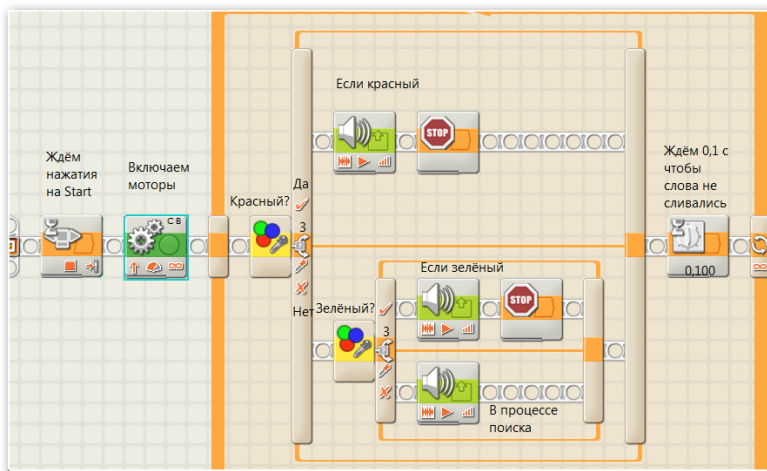 Если красный
STOP
Ждём
нажатия
на Start
Включаем
моторы
C B
Красный?
Да
3
Ждём 0,1 с
чтобы
слова не
сливались
0,100
Если зелёный
Нет
Зелёный?
STOP
3
В процессе
поиска